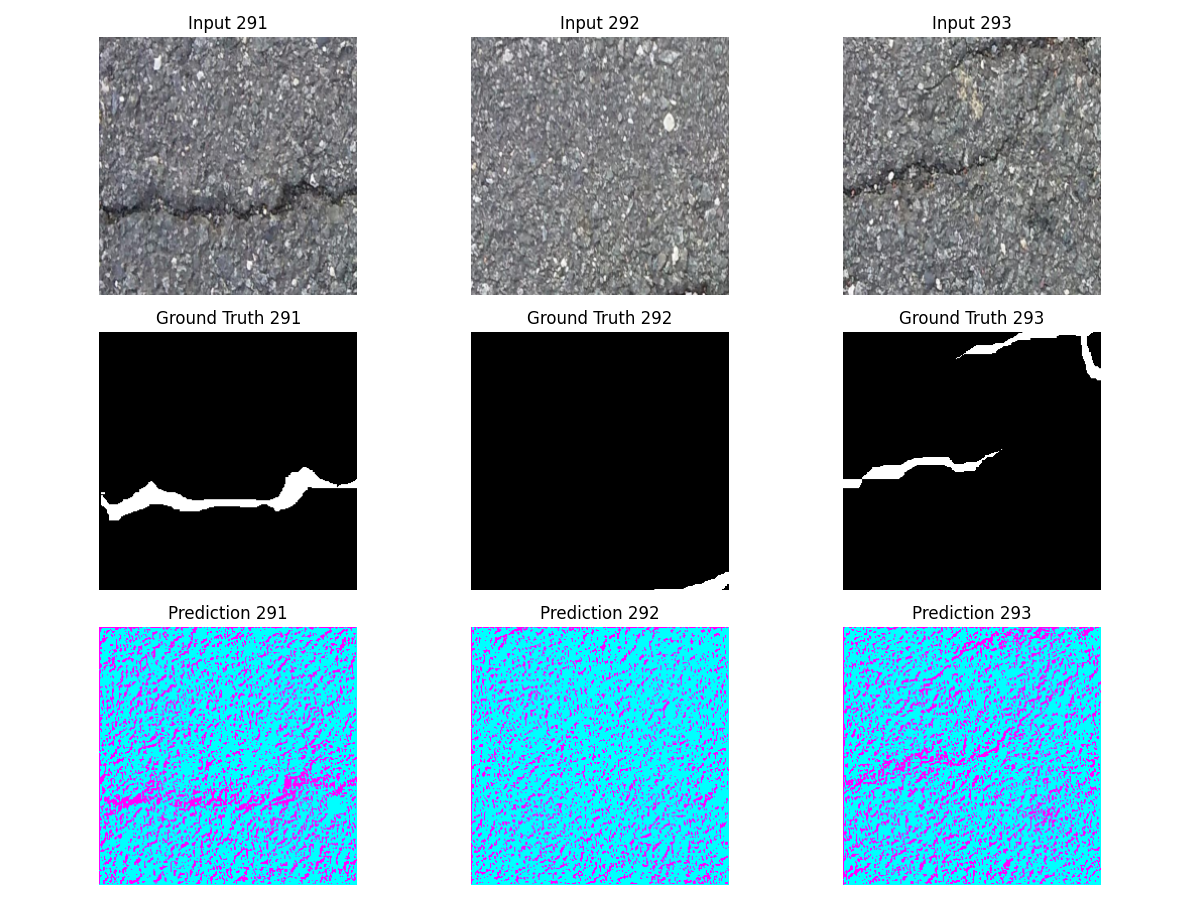 Input 291
Input 292
Input 293
Ground Truth 291
Ground Truth 292
Ground Truth 293
Prediction 291
Prediction 292
Prediction 293